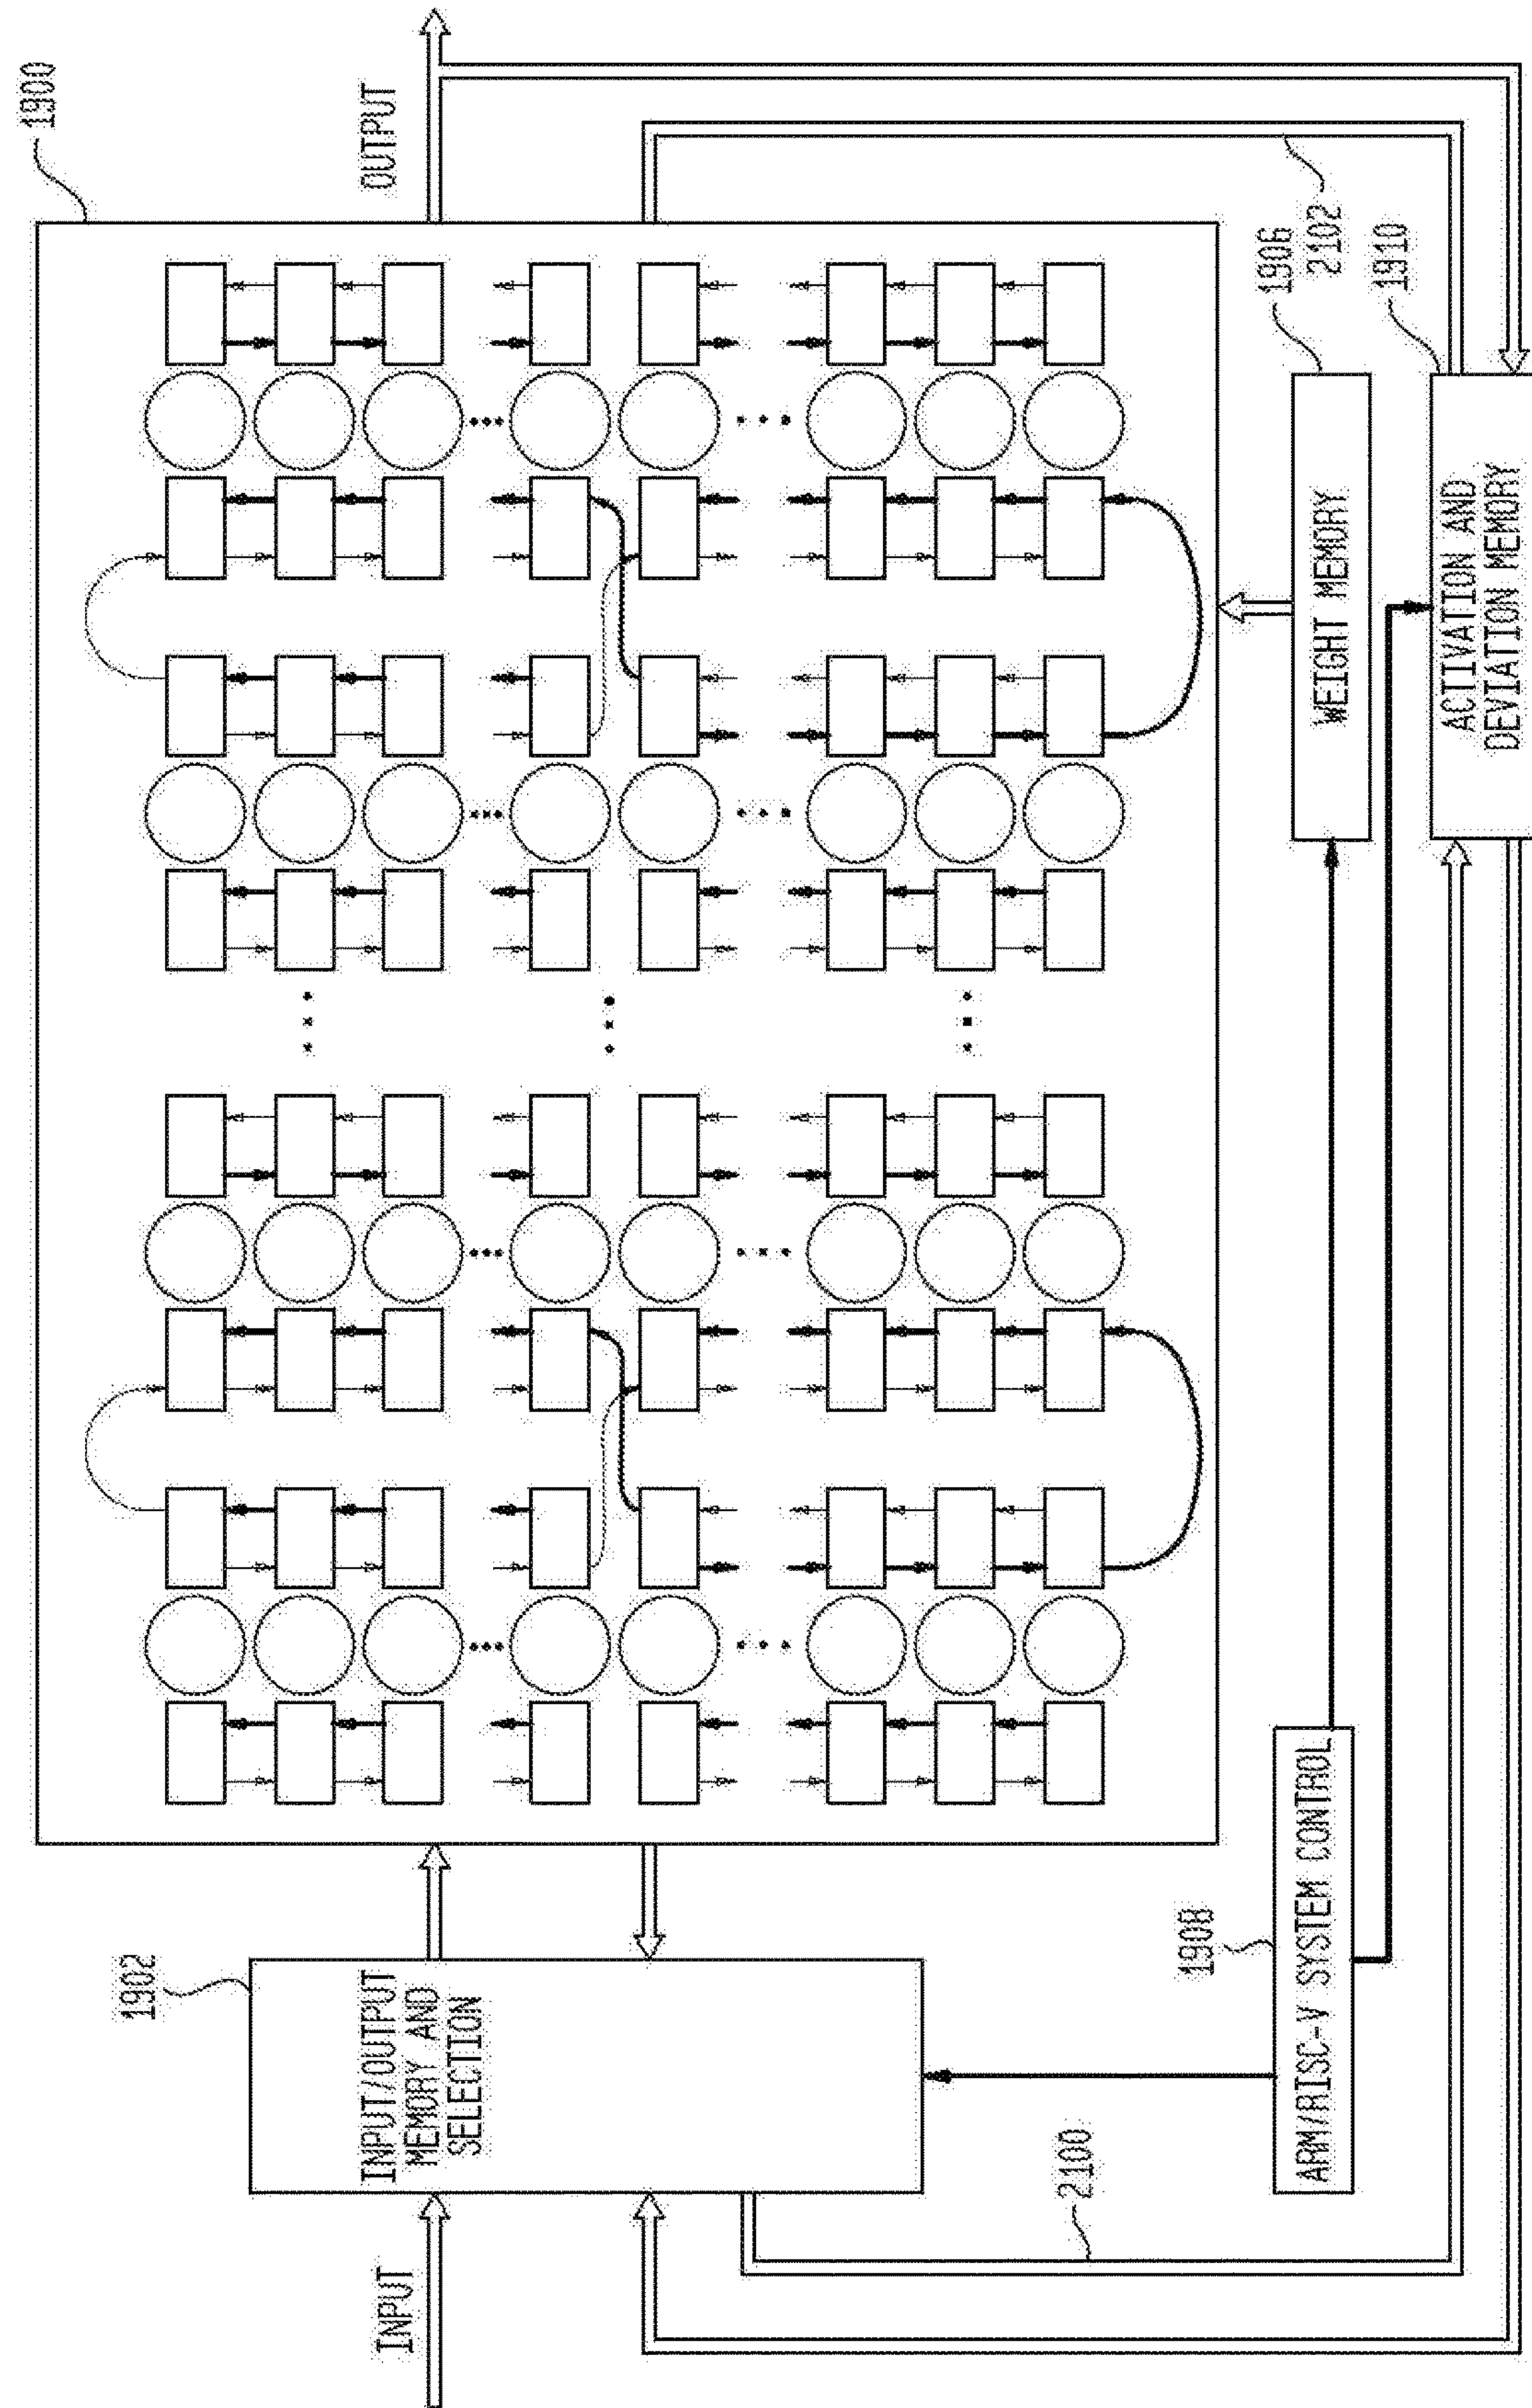 1900
OUTPUT
INPUT
1902
INPUT/OUTPUT
MEMORY AND
SELECTION
2100
1908
ARM/RISC-V SYSTEM CONTROL
WEIGHT MEMORY
1906
2102
1910
ACTIVATION AND
DEVIATION MEMORY